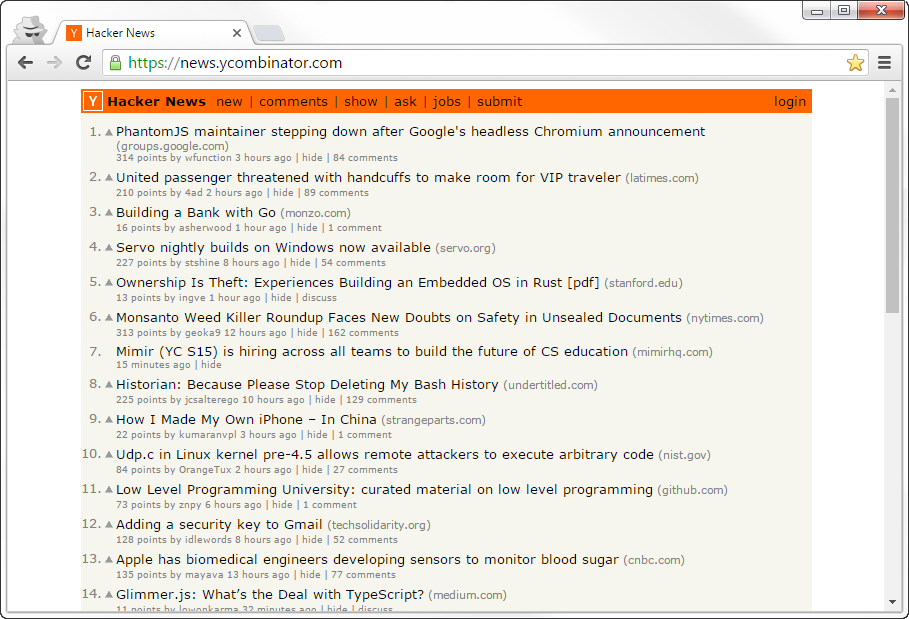 Hacker News
https://news.ycombinator.com
Y Hacker News new | comments | show | ask | jobs | submit login
1. PhantomJS maintainer stepping down after Google's headless Chromium announcement
(groups.google.com)
314 points by wfunction 3 hours ago | hide | 84 comments
2. United passenger threatened with handcuffs to make room for VIP traveler (latimes.com)
210 points by 4ad 2 hours ago | hide | 89 comments
3. Building a Bank with Go (monzo.com)
16 points by asherwood 1 hour ago | hide | 1 comment
4. Servo nightly builds on Windows now available (servo.org)
227 points by stshine 8 hours ago | hide | 54 comments
5. Ownership Is Theft: Experiences Building an Embedded OS in Rust [pdf] (stanford.edu)
13 points by ingve 1 hour ago | hide | discuss
6. Monsanto Weed Killer Roundup Faces New Doubts on Safety in Unsealed Documents (nytimes.com)
313 points by geoka9 12 hours ago | hide | 162 comments
7. Mimir (YC S15) is hiring across all teams to build the future of CS education (mimirhq.com)
15 minutes ago | hide
8. Historian: Because Please Stop Deleting My Bash History (undertitled.com)
225 points by jcsalterego 10 hours ago | hide | 129 comments
9. How I Made My Own iPhone – In China (strangeparts.com)
22 points by kumaranvpl 3 hours ago | hide | 1 comment
10. Udp.c in Linux kernel pre-4.5 allows remote attackers to execute arbitrary code (nist.gov)
84 points by OrangeTux 2 hours ago | hide | 27 comments
11. Low Level Programming University: curated material on low level programming (github.com)
73 points by znpy 6 hours ago | hide | 1 comment
12. Adding a security key to Gmail (techsolidarity.org)
128 points by idlewords 8 hours ago | hide | 52 comments
13. Apple has biomedical engineers developing sensors to monitor blood sugar (cnbc.com)
135 points by mayava 13 hours ago | hide | 77 comments
14. Glimmer.js: What’s the Deal with TypeScript? (medium.com)
11 points by lowonkarma 32 minutes ago | hide | discuss